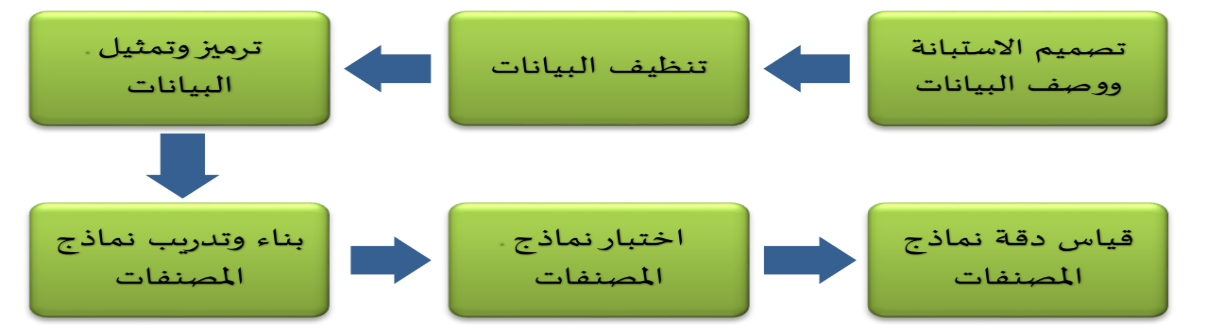 تصميم الاستبانة
ووصف البيانات
تنظيف البيانات
ترميز وتمثيل .
البيانات
بناء وتدريب نماذج
المصنفات
اختبار نماذج .
المصنفات
قياس دقة نماذج
المصنفات